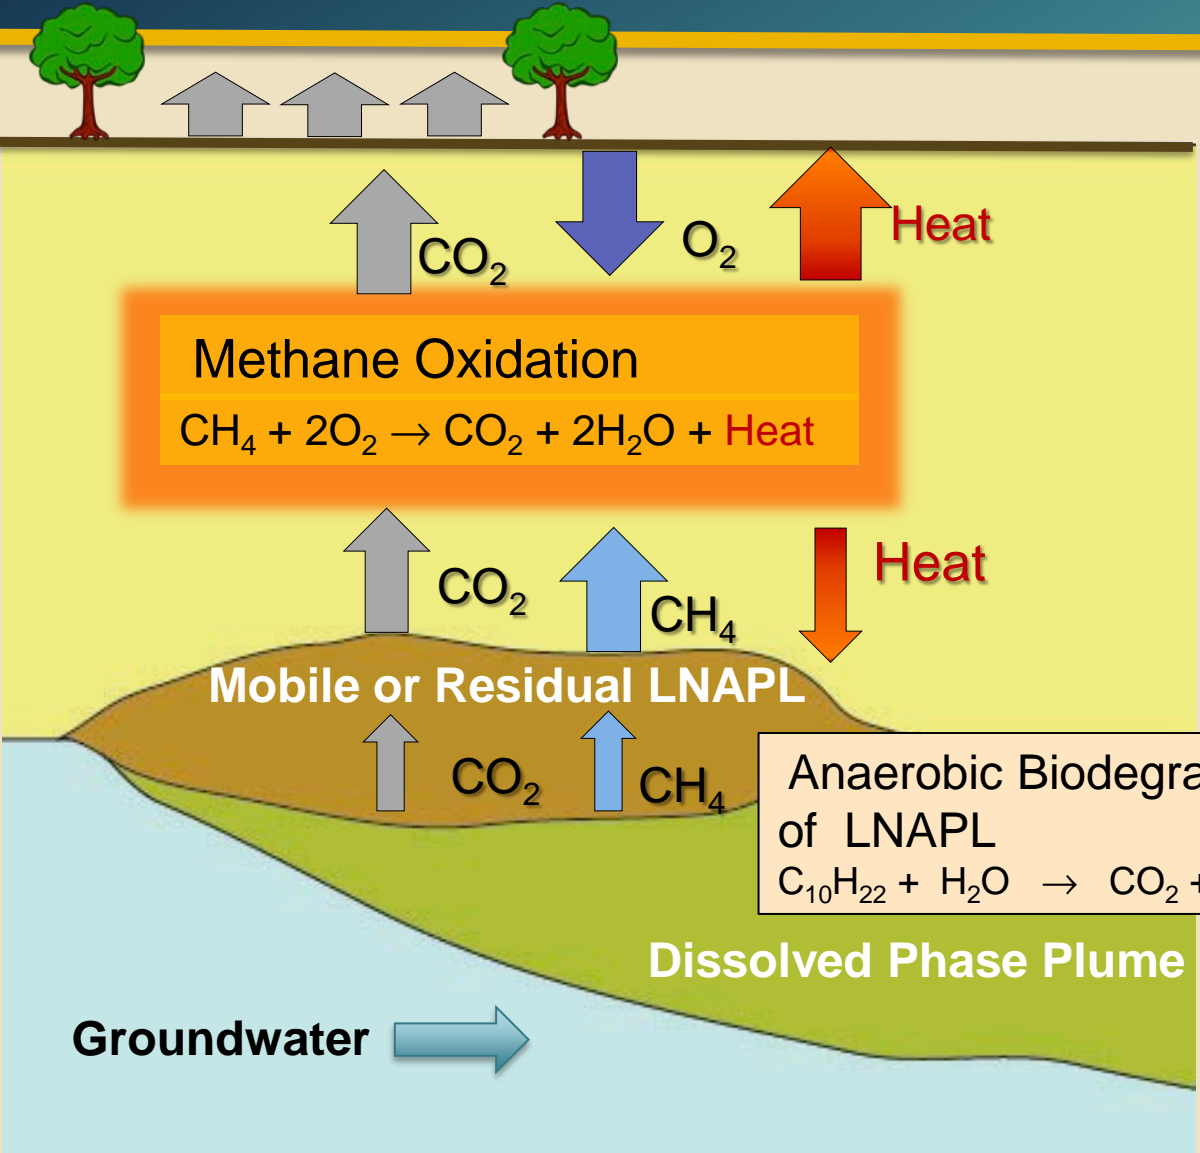 CO₂
O₂
Heat
Methane Oxidation
CH₄ + 2O₂ → CO₂ + 2H₂O + Heat
CO₂
CH₄
Heat
Mobile or Residual LNAPL
CO₂
CH₄
Anaerobic Biodegra
of LNAPL
C₁₀H₂₂ + H₂O → CO₂ +
Dissolved Phase Plume
Groundwater